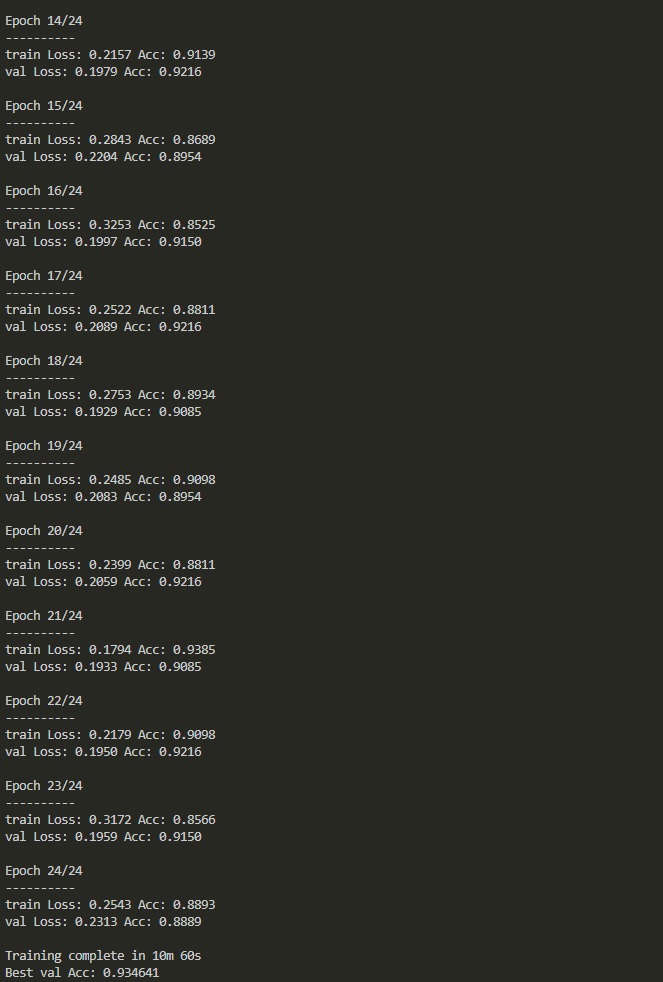 Epoch 14/24
----------
train Loss: 0.2157 Acc: 0.9139
val Loss: 0.1979 Acc: 0.9216
Epoch 15/24
----------
train Loss: 0.2843 Acc: 0.8689
val Loss: 0.2204 Acc: 0.8954
Epoch 16/24
----------
train Loss: 0.3253 Acc: 0.8525
val Loss: 0.1997 Acc: 0.9150
Epoch 17/24
----------
train Loss: 0.2522 Acc: 0.8811
val Loss: 0.2089 Acc: 0.9216
Epoch 18/24
----------
train Loss: 0.2753 Acc: 0.8934
val Loss: 0.1929 Acc: 0.9085
Epoch 19/24
----------
train Loss: 0.2485 Acc: 0.9098
val Loss: 0.2083 Acc: 0.8954
Epoch 20/24
----------
train Loss: 0.2399 Acc: 0.8811
val Loss: 0.2059 Acc: 0.9216
Epoch 21/24
----------
train Loss: 0.1794 Acc: 0.9385
val Loss: 0.1933 Acc: 0.9085
Epoch 22/24
----------
train Loss: 0.2179 Acc: 0.9098
val Loss: 0.1950 Acc: 0.9216
Epoch 23/24
----------
train Loss: 0.3172 Acc: 0.8566
val Loss: 0.1959 Acc: 0.9150
Epoch 24/24
----------
train Loss: 0.2543 Acc: 0.8893
val Loss: 0.2313 Acc: 0.8889
Training complete in 10m 60s
Best val Acc: 0.934641